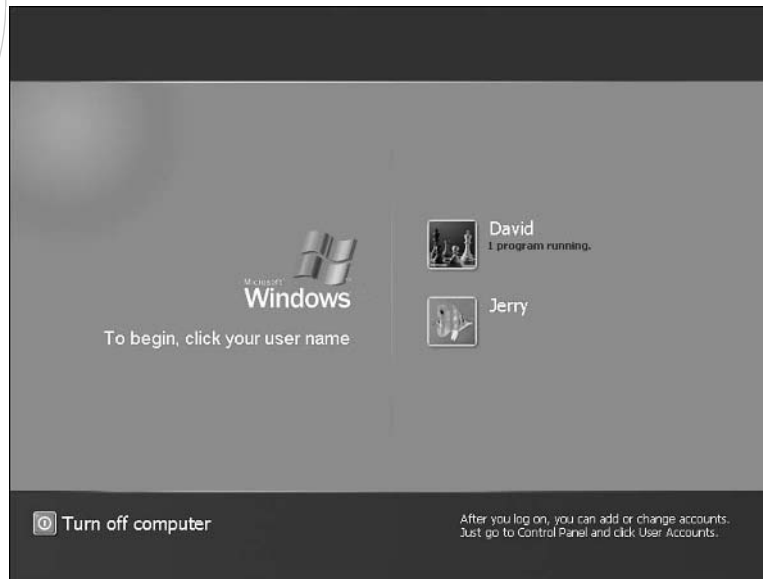 Microsoft
Windows
To begin, click your user name
David
1 program running.
Jerry
Turn off computer
After you log on, you can add or change accounts.
Just go to Control Panel and click User Accounts.